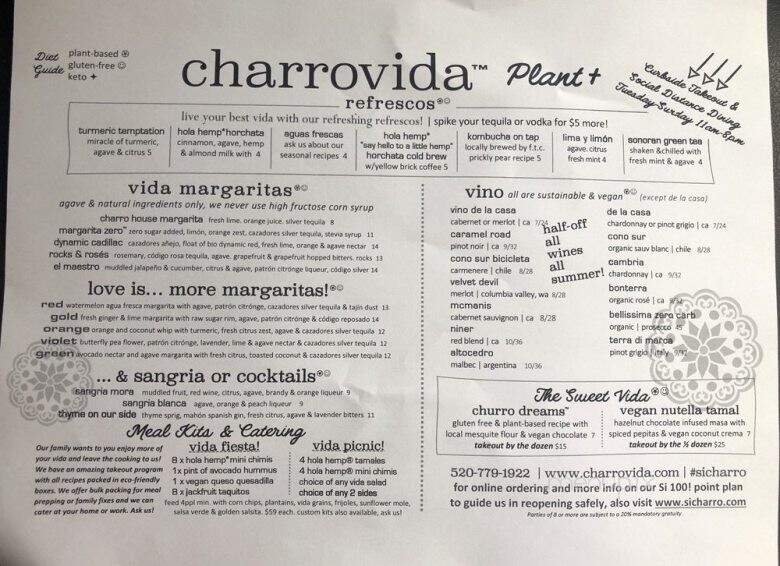 Diet Guide
plant-based
gluten-free
keto
charrovida™ Plant+
Curbside Takeout &
Social Distance Dining
Tuesday-Sunday 11am-8pm
refrescos
live your best vida with our refreshing refrescos! | spike your tequila or vodka for $5 more!
turmeric temptation
miracle of turmeric,
agave & citrus 5
hola hemp*horchata
cinnamon, agave, hemp
& almond milk with 4
aguas frescas
ask us about our
seasonal recipes 4
hola hemp*
"say hello to a little hemp"
horchata cold brew
w/yellow brick coffee 5
kombucha on tap
locally brewed by f.t.c.
prickly pear recipe 5
lima y limón
agave. citrus
fresh mint 4
sonoran green tea
shaken &chilled with
fresh mint & agave 4
vida margaritas
agave & natural ingredients only, we never use high fructose corn syrup
charro house margarita fresh lime. orange juice. silver tequila 8
margarita zero™ zero sugar added, limón, orange zest, cazadores silver tequila, stevia syrup 11
dynamic cadillac cazadores añejo, float of bio dynamic red, fresh lime, orange & agave nectar 14
rocks & rosés rosemary, código rosa tequila, agave. grapefruit & grapefruit hopped bitters. rocks 13
el maestro muddled jalapeño & cucumber, citrus & agave, patrón citrónge liqueur, código silver 14
love is... more margaritas!
red watermelon agua fresca margarita with agave, patrón citrónge, cazadores silver tequila & tajin dust 13
gold fresh ginger & lime margarita with raw sugar rim, agave, patrón citrónge & código reposado 14
orange orange and coconut whip with turmeric, fresh citrus zest, agave & cazadores silver tequila 12
violet butterfly pea flower, patrón citrónge, lavender, lime & agave nectar & cazadores silver tequila 12
green avocado nectar and agave margarita with fresh citrus, toasted coconut & cazadores silver tequila 12
... & sangria or cocktails
sangria mora muddled fruit, red wine, citrus, agave, brandy & orange liqueur 9
sangria blanca agave, orange & peach liqueur 9
thyme on our side thyme sprig, mahón spanish gin, fresh citrus, agave & lavender bitters 11
Meal Kits & Catering
Our family wants to you enjoy more of
your vida and leave the cooking to us!
We have an amazing takeout program
with all recipes packed in eco-friendly
boxes. We offer bulk packing for meal
prepping or family fixes and we can
cater at your home or work. Ask us!
vida fiesta!
8 x hola hemp*mini chimis
1x pint of avocado hummus
1 x vegan queso quesadilla
8 x jackfruit taquitos
vida picnic!
4 hola hemp® tamales
4 hola hemp® mini chimis
choice of any vida salad
choice of any 2 sides
feed 4ppl min. with corn chips, plantains, vida grains, frijoles, sunflower mole,
salsa verde & golden salsita. $59 each. custom kits also available, ask us!
vino all are sustainable & vegan (except de la casa)
vino de la casa
cabernet or merlot | ca 7/24
caramel road
pinot noir | ca 9/32
cono sur bicicleta
carmenere | chile 8/28
velvet devil
merlot | columbia valley, wa 8/28
mcmanis
cabernet sauvignon | ca 8/28
niner
red blend | ca 10/36
altocedro
malbec | argentina 10/36
half-off
all
wines
all
summer!
de la casa
chardonnay or pinot grigio | ca 7/24
cono sur
organic sauv blanc | chile 8/28
cambria
chardonnay | ca 9/32
bonterra
organic rosé | ca
bellissima zero carb
organic | prosecco 45
terra di marca
pinot grigio | italy 9/32
The Sweet Vida
churro dreams™
gluten free & plant-based recipe with
local mesquite flour & vegan chocolate 7
takeout by the dozen $15
vegan nutella tamal
hazelnut chocolate infused masa with
spiced pepitas & vegan coconut crema 7
takeout by the ½ dozen $25
520-779-1922 | www.charrovida.com | #sicharro
for online ordering and more info on our Si 100! point plan
to guide us in reopening safely, also visit www.sicharro.com
Parties of 8 or more are subject to a 20% mandatory gratuity.